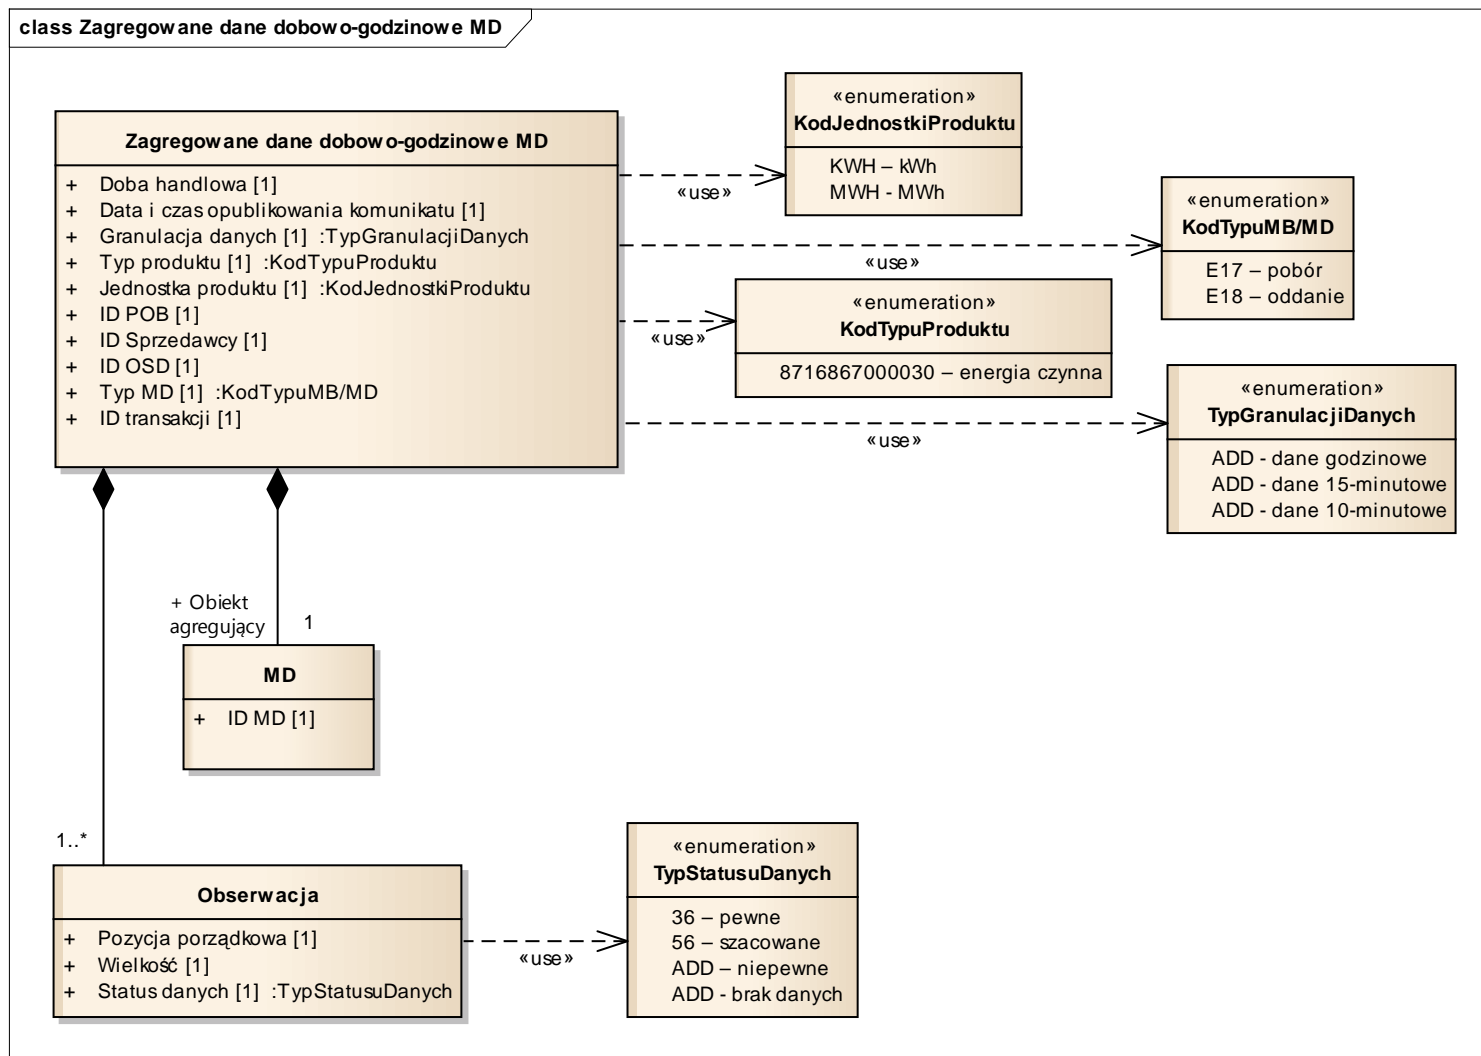 class Zagregowane dane dobowo-godzinowe MD
Zagregowane dane dobowo-godzinowe MD
+ Doba handlowa [1]
+ Data i czas opublikowania komunikatu [1]
+ Granulacja danych [1] :TypGranulacjiDanych
+ Typ produktu [1] :KodTypuProduktu
+ Jednostka produktu [1] :KodJednostkiProduktu
+ ID POB [1]
+ ID Sprzedawcy [1]
+ ID OSD [1]
+ Typ MD [1] :KodTypuMB/MD
+ ID transakcji [1]
«use»
«enumeration»
KodJednostkiProduktu
KWH – kWh
MWH - MWh
«use»
«enumeration»
KodTypuMB/MD
E17 – pobór
E18 – oddanie
«use»
«enumeration»
KodTypuProduktu
8716867000030 – energia czynna
«use»
«enumeration»
TypGranulacjiDanych
ADD - dane godzinowe
ADD - dane 15-minutowe
ADD - dane 10-minutowe
+ Obiekt
agregujący
1
MD
+ ID MD [1]
1..*
Obserwacja
+ Pozycja porządkowa [1]
+ Wielkość [1]
+ Status danych [1] :TypStatusuDanych
«use»
«enumeration»
TypStatusuDanych
36 – pewne
56 – szacowane
ADD – niepewne
ADD - brak danych